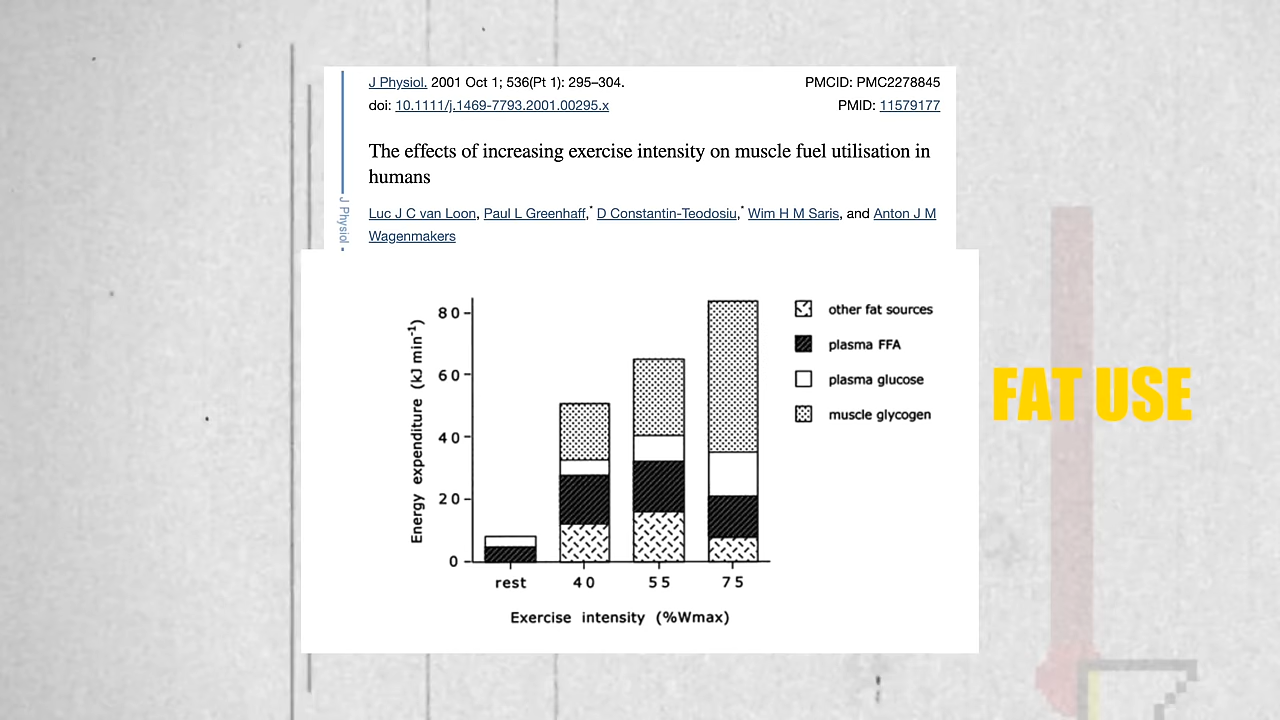 J Physiol. 2001 Oct 1; 536(Pt 1): 295–304.
PMCID: PMC2278845
doi: 10.1111/j.1469-7793.2001.00295.x
PMID: 11579177
The effects of increasing exercise intensity on muscle fuel utilisation in
humans
J Physiol -
Luc J C van Loon, Paul L Greenhaff,* D Constantin-Teodosiu,* Wim H M Saris, and Anton J M
Wagenmakers
Energy expenditure (kJ min-1)
80
60
40
20
0
rest
40
55
75
Exercise intensity (%Wmax)
other fat sources
plasma FFA
plasma glucose
muscle glycogen
FAT USE